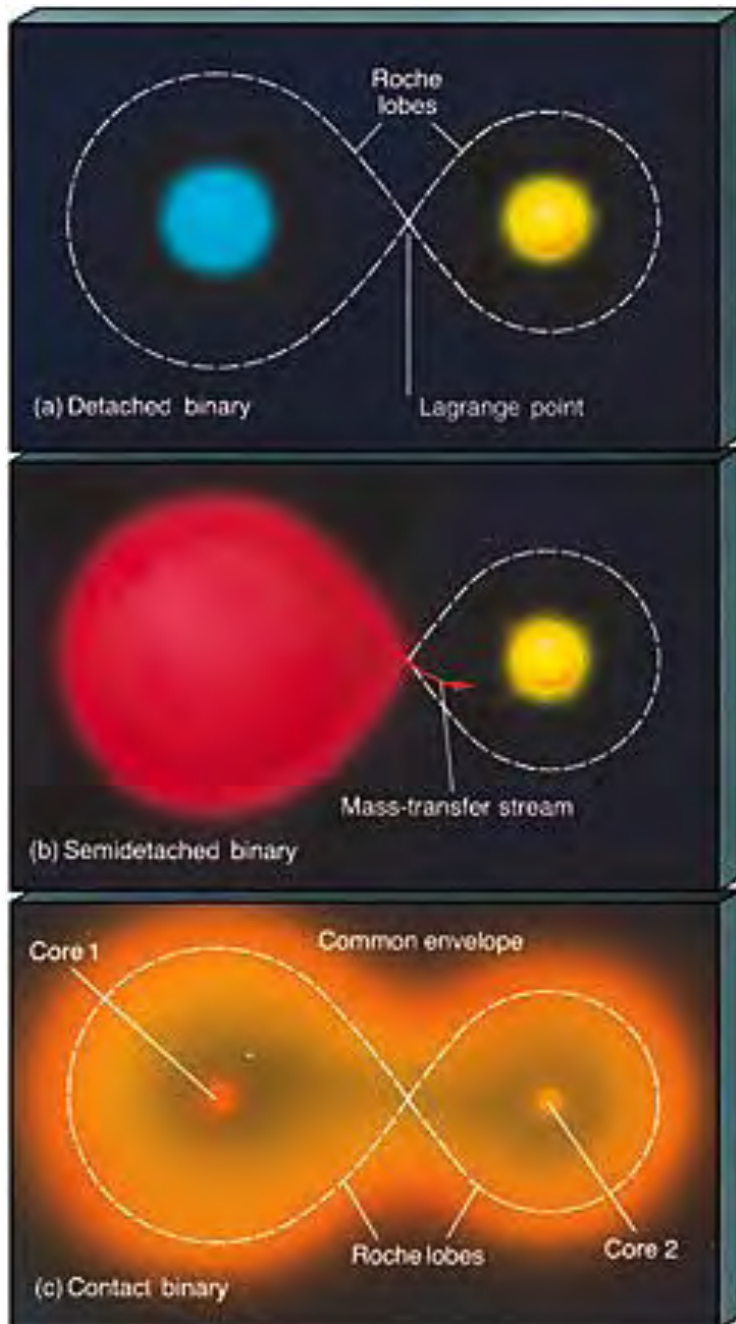 Roche
lobes
(a) Detached binary
Lagrange point
Mass-transfer stream
(b) Semidetached binary
Common envelope
Core 1
Roche lobes
Core 2
(c) Contact binary